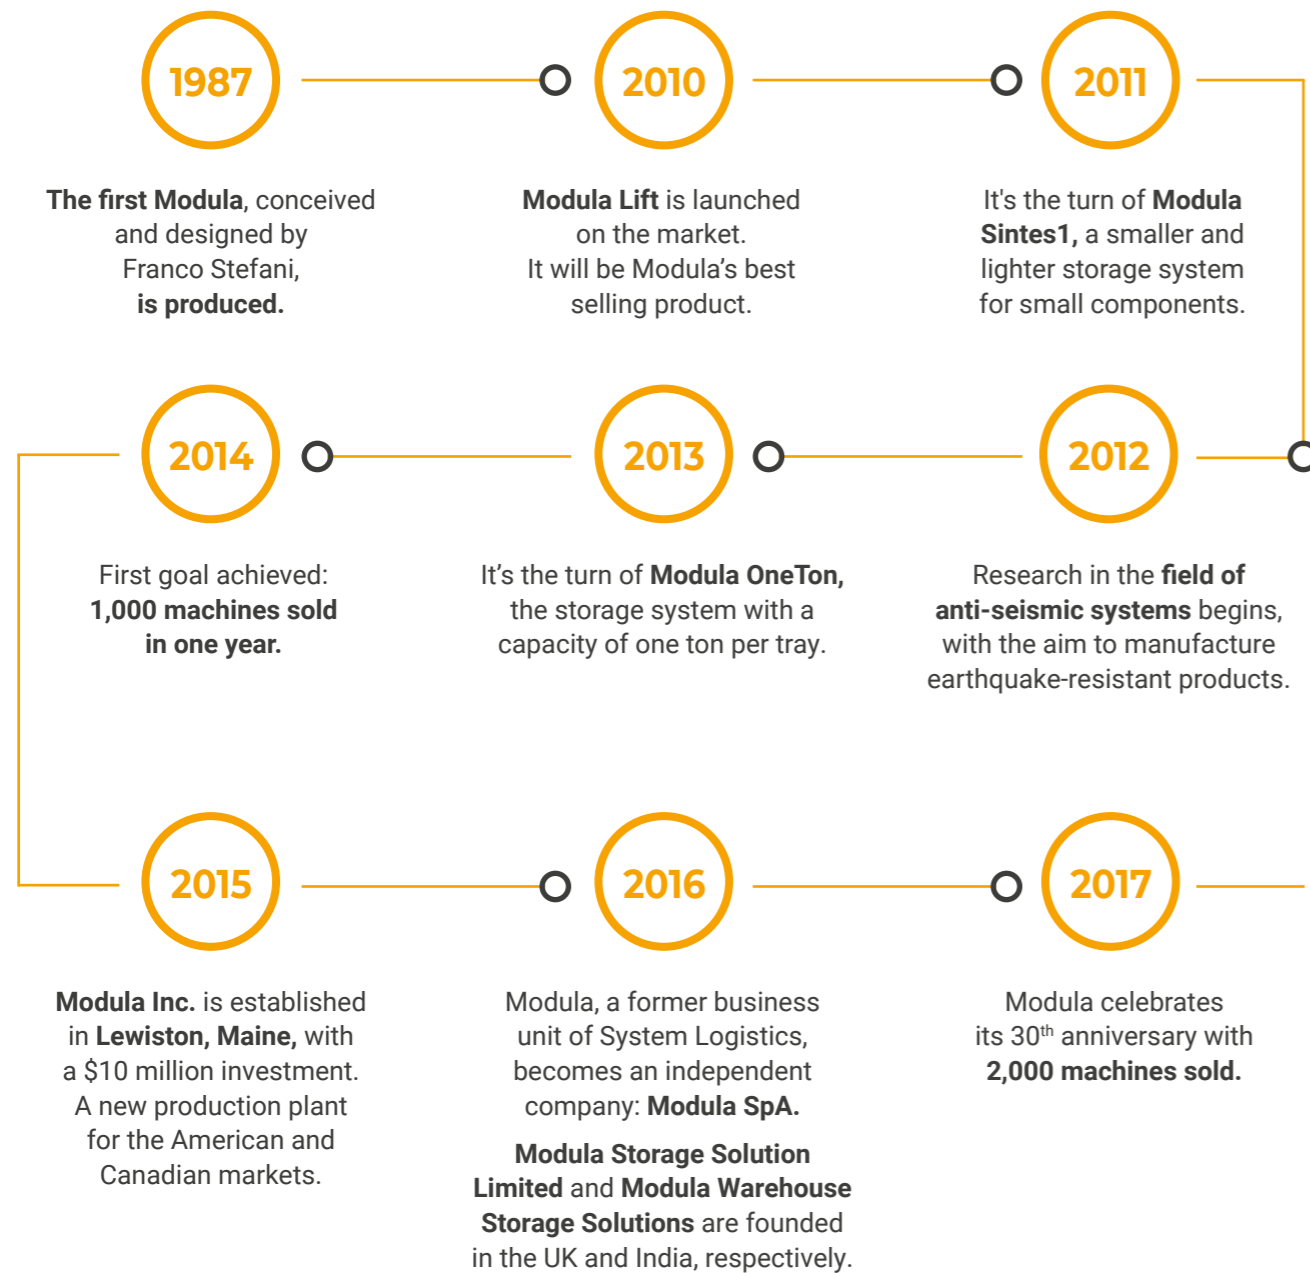 1987
The first Modula, conceived
and designed by
Franco Stefani,
is produced.
2010
Modula Lift is launched
on the market.
It will be Modula’s best
selling product.
2011
It's the turn of Modula
Sintes1, a smaller and
lighter storage system
for small components.
2012
Research in the field of
anti-seismic systems begins,
with the aim to manufacture
earthquake-resistant products.
2013
It’s the turn of Modula OneTon,
the storage system with a
capacity of one ton per tray.
2014
First goal achieved:
1,000 machines sold
in one year.
2015
Modula Inc. is established
in Lewiston, Maine, with
a $10 million investment.
A new production plant
for the American and
Canadian markets.
2016
Modula, a former business
unit of System Logistics,
becomes an independent
company: Modula SpA.
Modula Storage Solution
Limited and Modula Warehouse
Storage Solutions are founded
in the UK and India, respectively.
2017
Modula celebrates
its 30th anniversary with
2,000 machines sold.